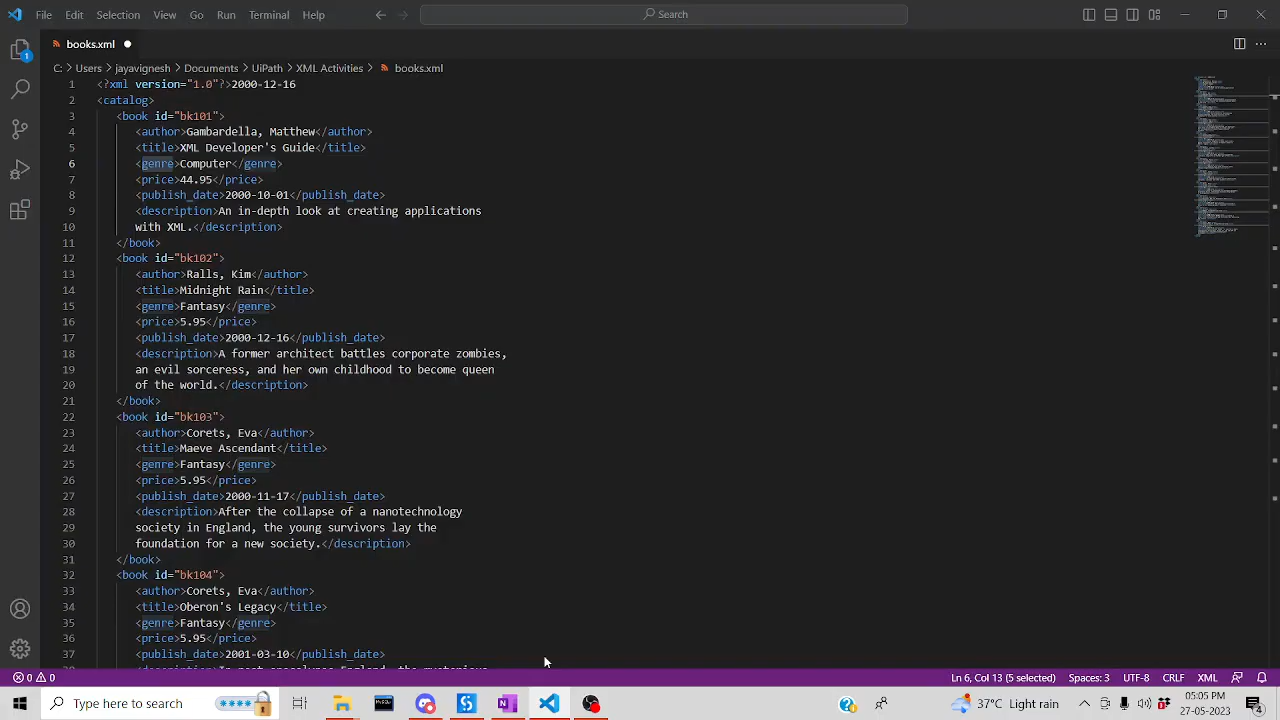 File Edit Selection View Go Run Terminal Help Search
books.xml
1
C: > Users > jayavignesh > Documents > UiPath > XML Activities > books.xml
1 <?xml version="1.0"?>2000-12-16
2 <catalog>
3 <book id="bk101">
4 <author>Gambardella, Matthew</author>
5 <title>XML Developer's Guide</title>
6 <genre>Computer</genre>
7 <price>44.95</price>
8 <publish_date>2000-10-01</publish_date>
9 <description>An in-depth look at creating applications
10 with XML.</description>
11 </book>
12 <book id="bk102">
13 <author>Ralls, Kim</author>
14 <title>Midnight Rain</title>
15 <genre>Fantasy</genre>
16 <price>5.95</price>
17 <publish_date>2000-12-16</publish_date>
18 <description>A former architect battles corporate zombies,
19 an evil sorceress, and her own childhood to become queen
20 of the world.</description>
21 </book>
22 <book id="bk103">
23 <author>Corets, Eva</author>
24 <title>Maeve Ascendant</title>
25 <genre>Fantasy</genre>
26 <price>5.95</price>
27 <publish_date>2000-11-17</publish_date>
28 <description>After the collapse of a nanotechnology
29 society in England, the young survivors lay the
30 foundation for a new society.</description>
31 </book>
32 <book id="bk104">
33 <author>Corets, Eva</author>
34 <title>Oberon's Legacy</title>
35 <genre>Fantasy</genre>
36 <price>5.95</price>
37 <publish_date>2001-03-10</publish_date>
0 0 Ln 6, Col 13 (5 selected) Spaces: 3 UTF-8 CRLF XML
Type here to search 37°C Light rain 05:05 PM
27-05-2023 4